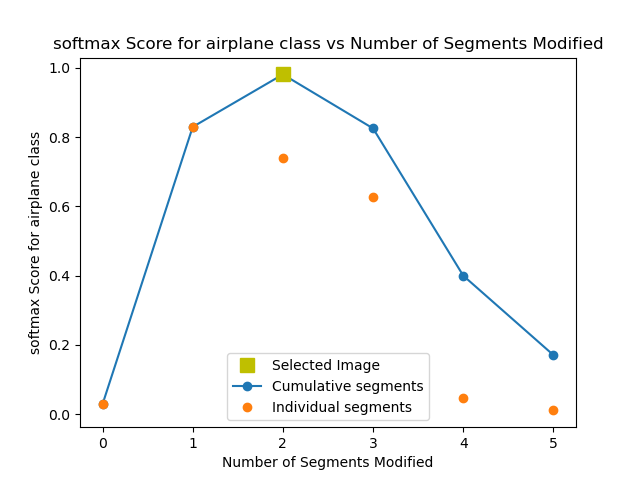 softmax Score for airplane class vs Number of Segments Modified
softmax Score for airplane class
1.0
0.8
0.6
0.4
0.2
0.0
Selected Image
Cumulative segments
Individual segments
0 1 2 3 4 5
Number of Segments Modified